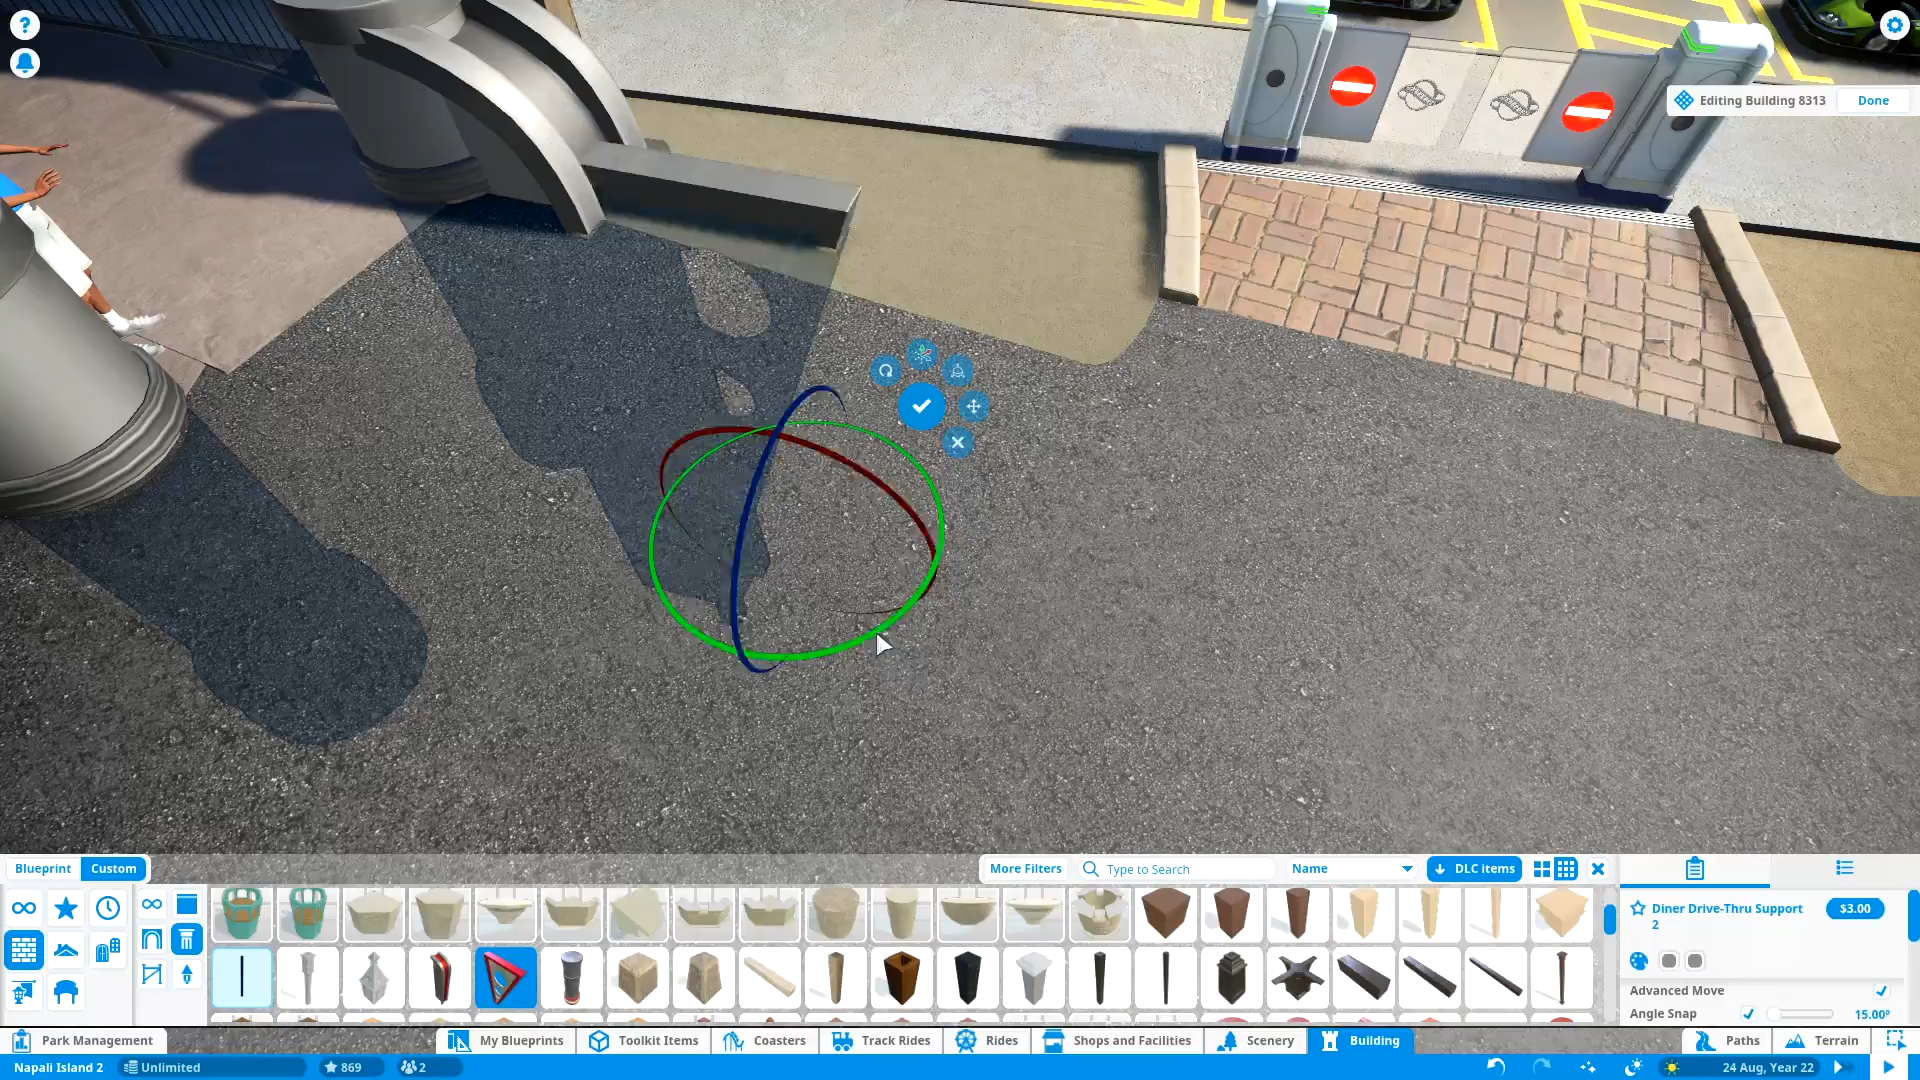 ?
Editing Building 8313
Done
Blueprint
Custom
More Filters
Type to Search
Name
DLC items
Diner Drive-Thru Support
2
$3.00
Advanced Move
Angle Snap
15.00°
Park Management
My Blueprints
Toolkit Items
Coasters
Track Rides
Rides
Shops and Facilities
Scenery
Building
Paths
Terrain
Napali Island 2
Unlimited
869
2
24 Aug, Year 22